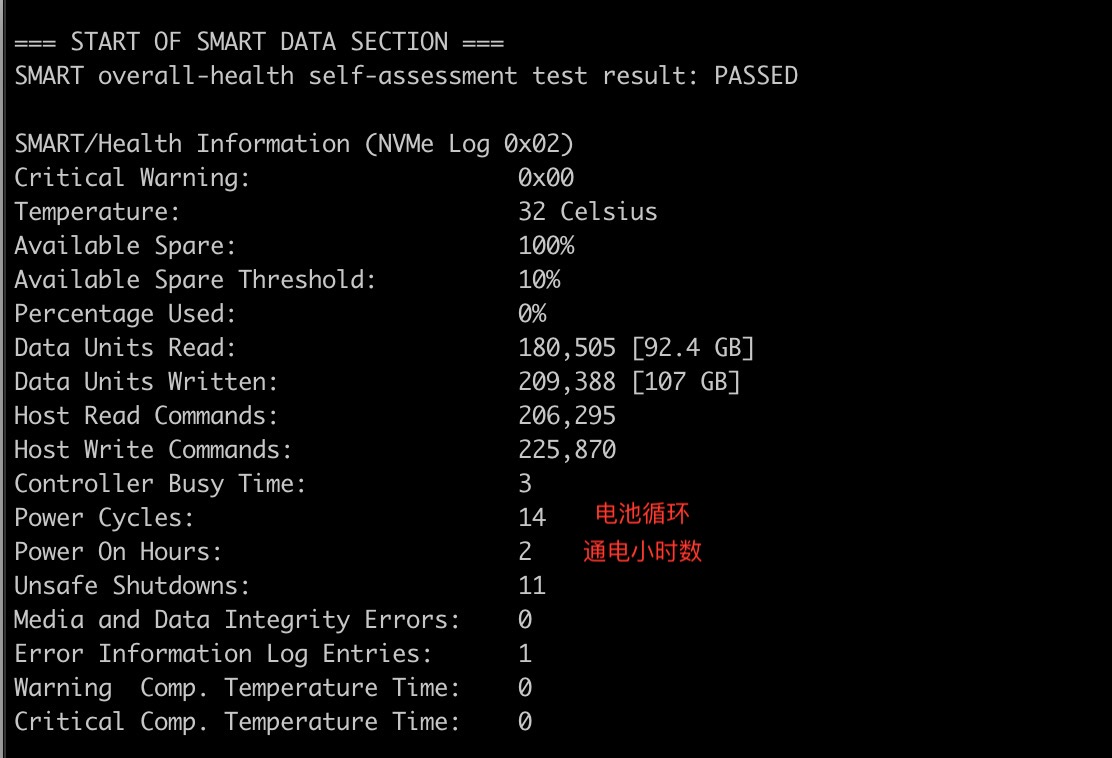 === START OF SMART DATA SECTION ===
SMART overall-health self-assessment test result: PASSED
SMART/Health Information (NVMe Log 0x02)
Critical Warning: 0x00
Temperature: 32 Celsius
Available Spare: 100%
Available Spare Threshold: 10%
Percentage Used: 0%
Data Units Read: 180,505 [92.4 GB]
Data Units Written: 209,388 [107 GB]
Host Read Commands: 206,295
Host Write Commands: 225,870
Controller Busy Time: 3
Power Cycles: 14 电池循环
Power On Hours: 2 通电小时数
Unsafe Shutdowns: 11
Media and Data Integrity Errors: 0
Error Information Log Entries: 1
Warning  Comp. Temperature Time: 0
Critical Comp. Temperature Time: 0